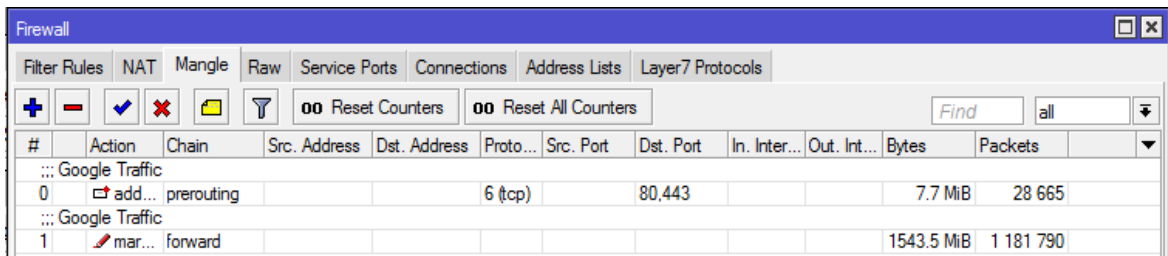 Firewall
Filter Rules NAT Mangle Raw Service Ports Connections Address Lists Layer7 Protocols
00 Reset Counters 00 Reset All Counters Find all
# Action Chain Src. Address Dst. Address Proto... Src. Port Dst. Port In. Inter... Out. Int... Bytes Packets
;;; Google Traffic
0 add... prerouting 6 (tcp) 80,443 7.7 MiB 28 665
;;; Google Traffic
1 mar... forward 1543.5 MiB 1 181 790